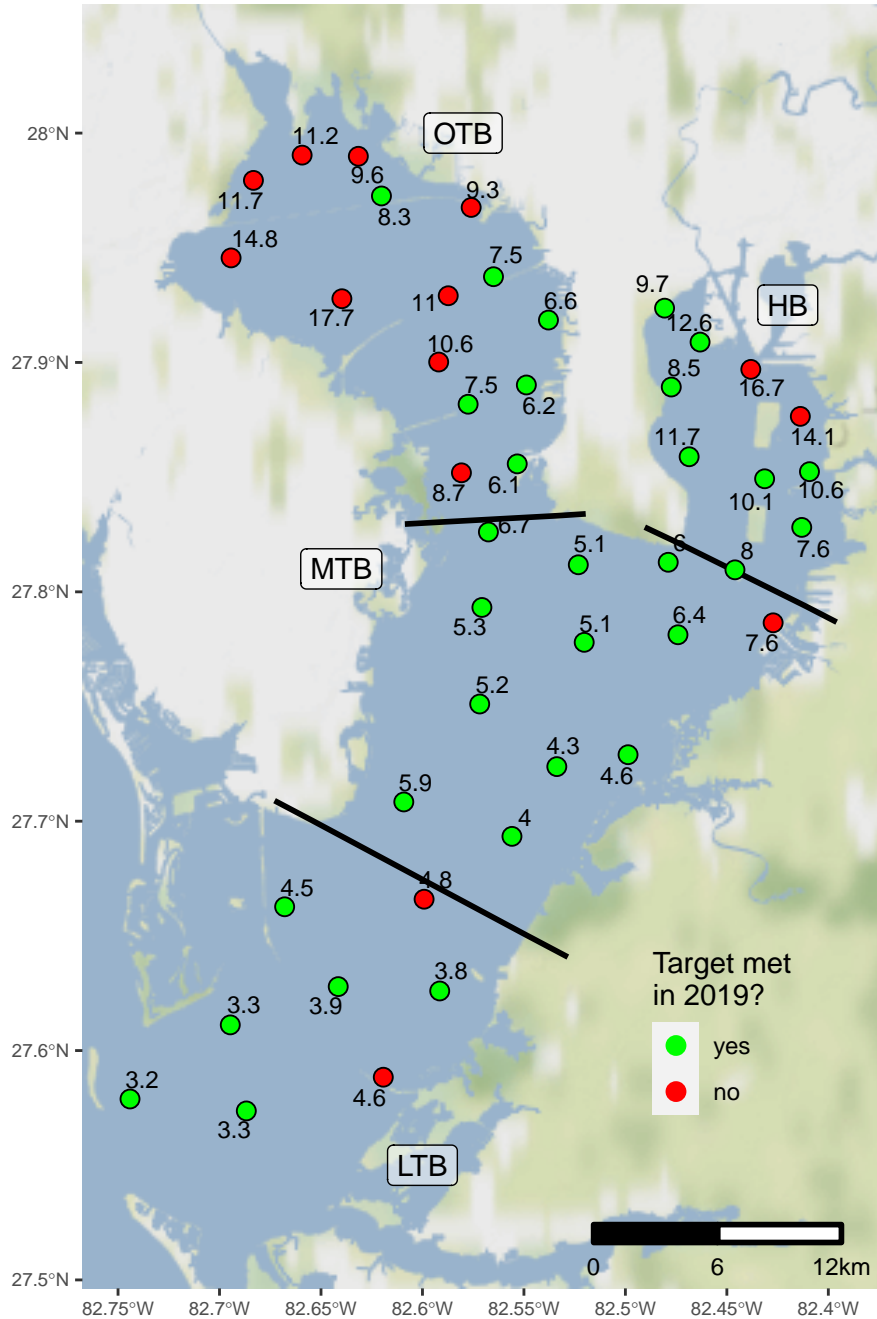 28°N
27.9°N
27.8°N
27.7°N
27.6°N
27.5°N
11.2
OTB
9.6
11.7
8.3
9.3
14.8
7.5
17.7
11
6.6
9.7
HB
12.6
10.6
8.5
16.7
7.5
6.2
11.7
14.1
8.7
6.1
10.1
10.6
6.7
7.6
MTB
5.1
6
8
5.3
5.1
6.4
7.6
5.2
4.3
4.6
5.9
4
4.8
4.5
3.8
3.9
3.3
3.2
4.6
3.3
LTB
Target met
in 2019?
yes
no
0 6 12km
82.75°W 82.7°W 82.65°W 82.6°W 82.55°W 82.5°W 82.45°W 82.4°W